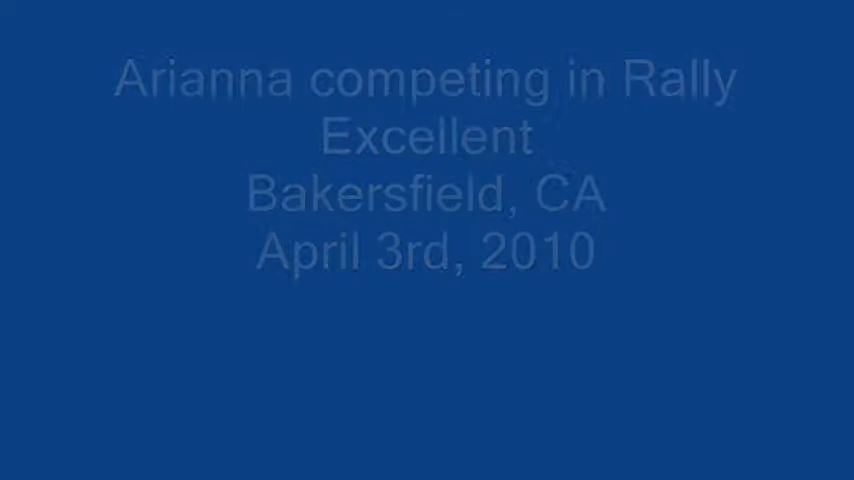 Arianna competing in Rally
Excellent
Bakersfield, CA
April 3rd, 2010